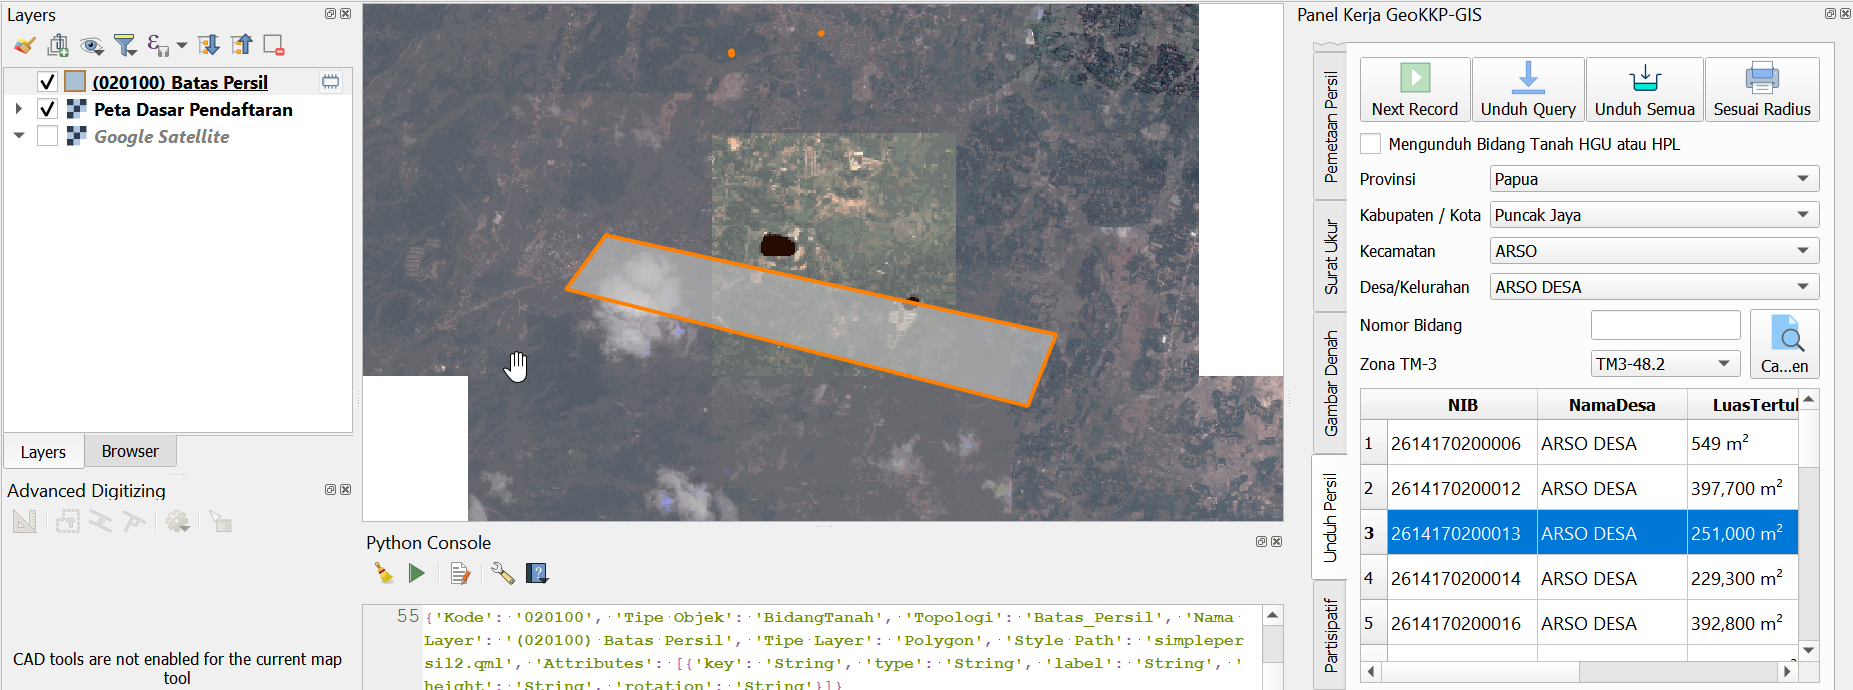 Layers
(020100) Batas Persil
Peta Dasar Pendaftaran
Google Satellite
Layers
Browser
Advanced Digitizing
CAD tools are not enabled for the current map
tool
Python Console
55
{'Kode': '020100', 'Tipe Objek': 'BidangTanah', 'Topologi': 'Batas_Persil', 'Nama
Layer': '(020100) Batas Persil', 'Tipe Layer': 'Polygon', 'Style Path': 'simpleper
sil2.qml', 'Attributes': [{'key': 'String', 'type': 'String', 'label': 'String', '
height': 'String', 'rotation': 'String'}]}
Panel Kerja GeoKKP-GIS
Pemetaan Persil
Surat Ukur
Gambar Denah
Unduh Persil
Partisipatif
Next Record
Unduh Query
Unduh Semua
Sesuai Radius
Mengunduh Bidang Tanah HGU atau HPL
Provinsi
Papua
Kabupaten / Kota
Puncak Jaya
Kecamatan
ARSO
Desa/Kelurahan
ARSO DESA
Nomor Bidang
Zona TM-3
TM3-48.2
Ca...en
NIB NamaDesa LuasTertul
1 2614170200006 ARSO DESA 549 m²
2 2614170200012 ARSO DESA 397,700 m²
3 2614170200013 ARSO DESA 251,000 m²
4 2614170200014 ARSO DESA 229,300 m²
5 2614170200016 ARSO DESA 392,800 m²